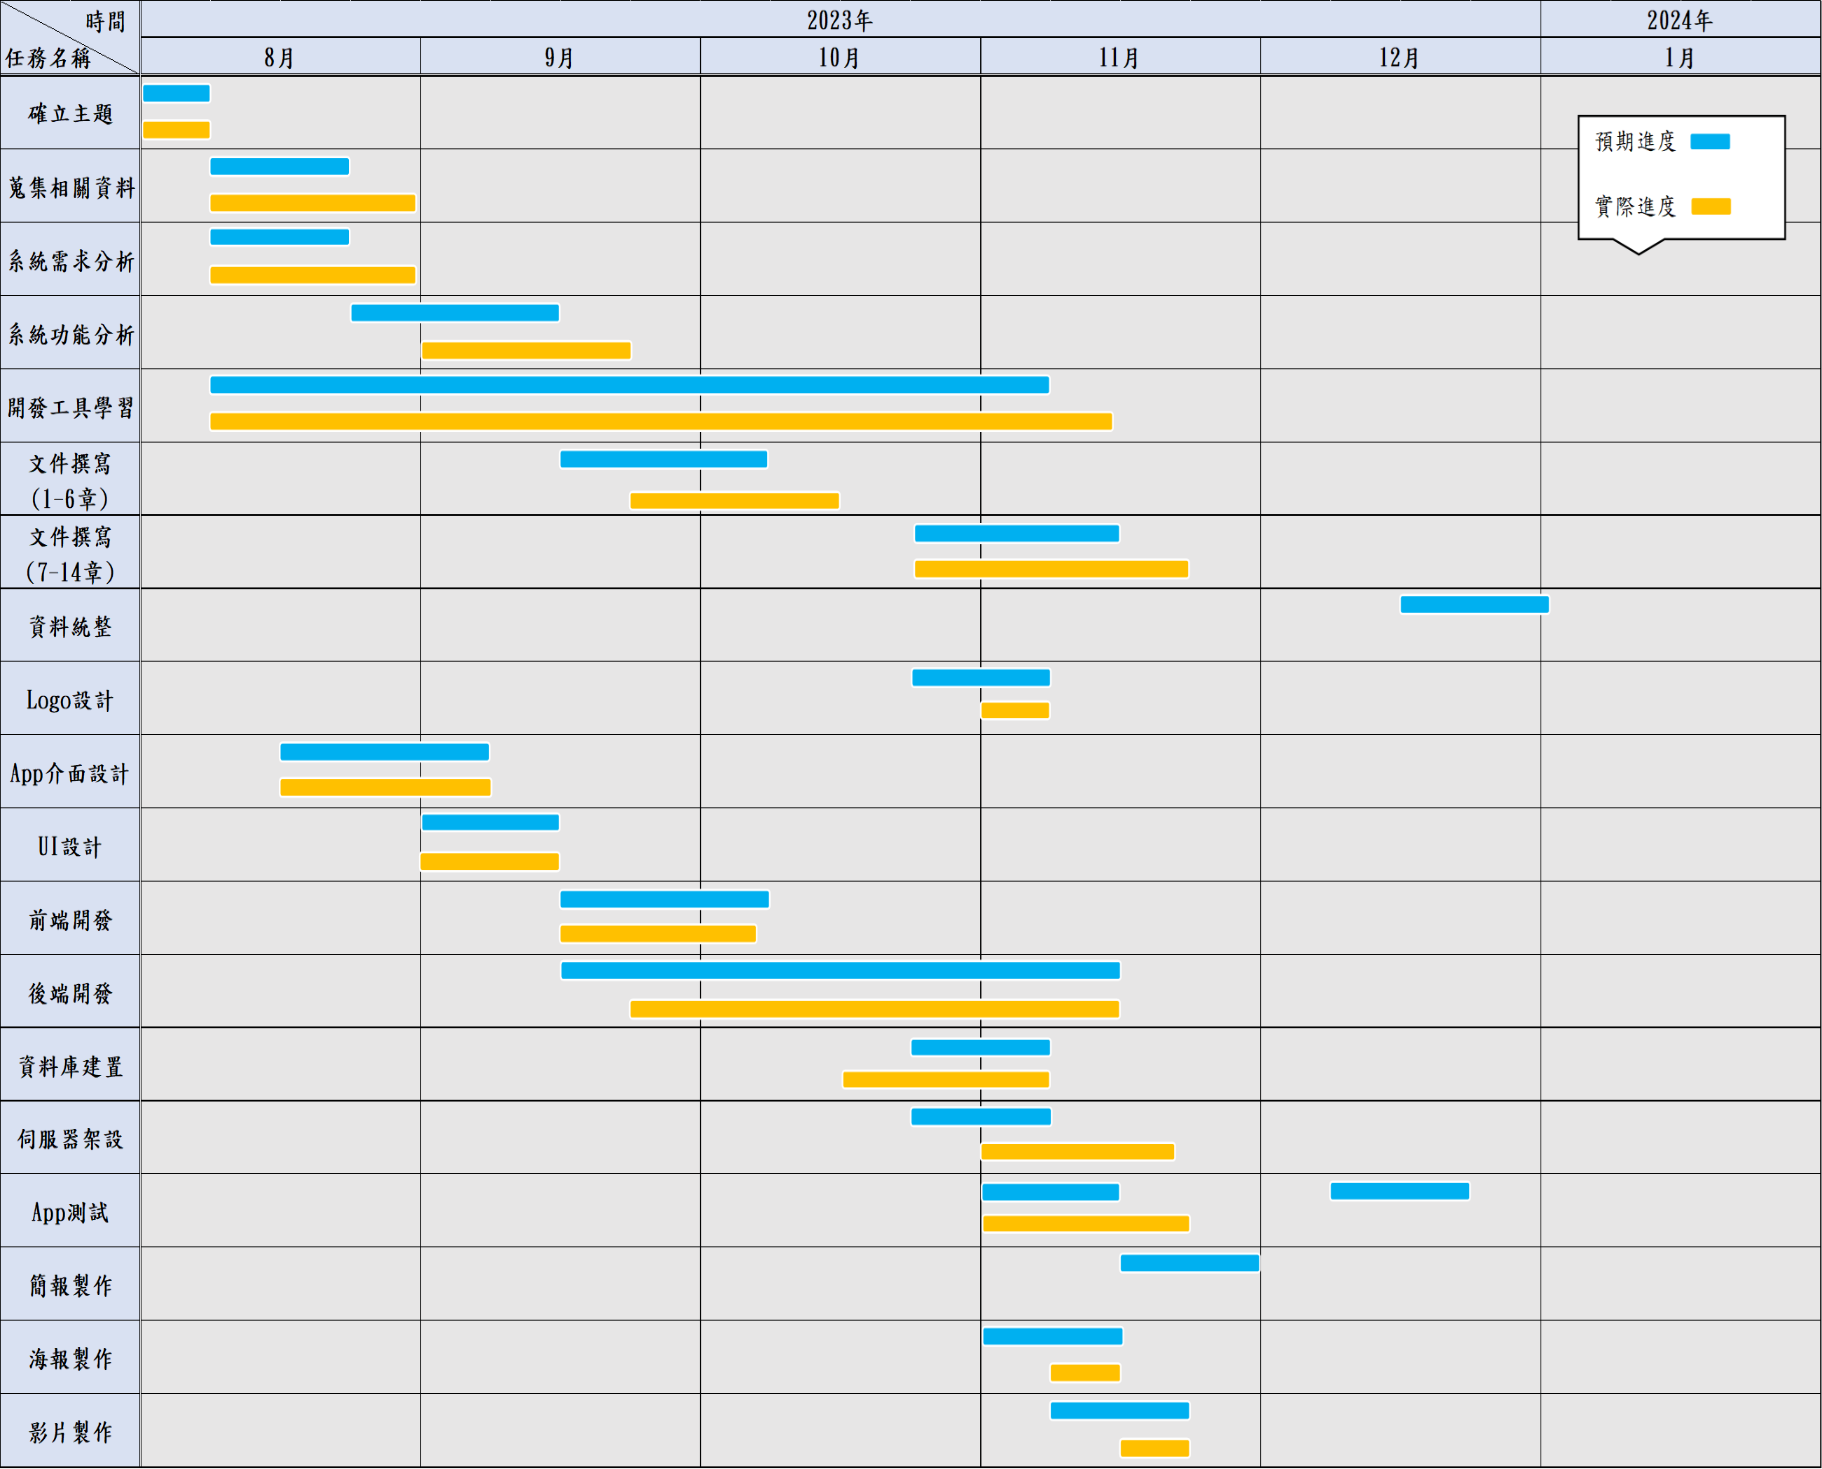 時間
任務名稱
2023年
2024年
8月
9月
10月
11月
12月
1月
預期進度
實際進度
確立主題
蒐集相關資料
系統需求分析
系統功能分析
開發工具學習
文件撰寫
(1-6章)
文件撰寫
(7-14章)
資料統整
Logo設計
App介面設計
UI設計
前端開發
後端開發
資料庫建置
伺服器架設
App測試
簡報製作
海報製作
影片製作